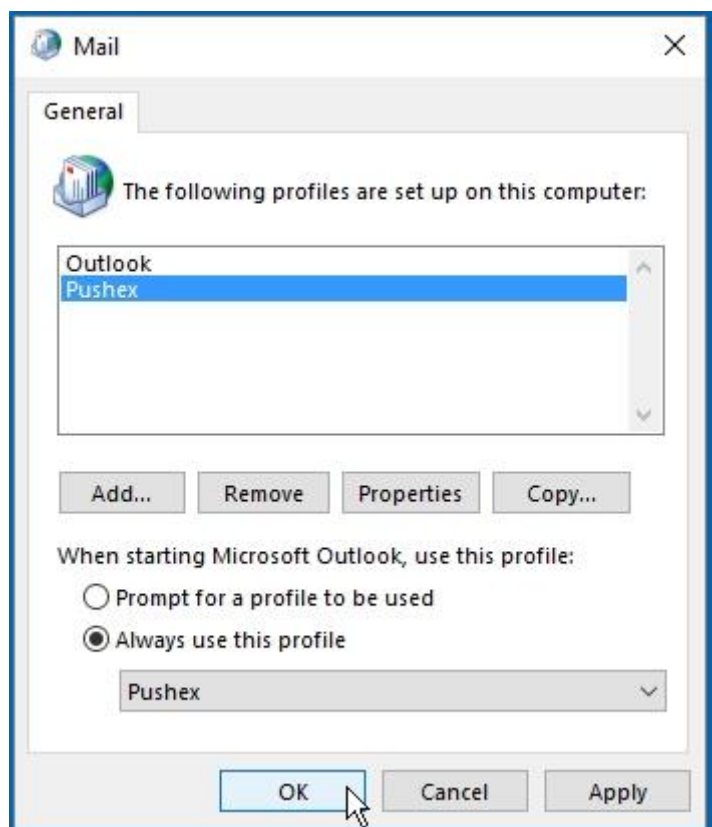 Mail
General
The following profiles are set up on this computer:
Outlook
Pushex
Add... Remove Properties Copy...
When starting Microsoft Outlook, use this profile:
Prompt for a profile to be used
Always use this profile
Pushex
OK Cancel Apply